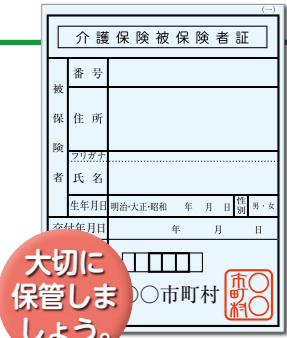 (一)
介護保険被保険者証
被保険者
番号
住所
フリガナ
氏名
生年月日 明治・大正・昭和 年 月 日 性別 男・女
交付年月日 年 月 日
○市町村
○○市町村
大切に
保管しま
しょう。